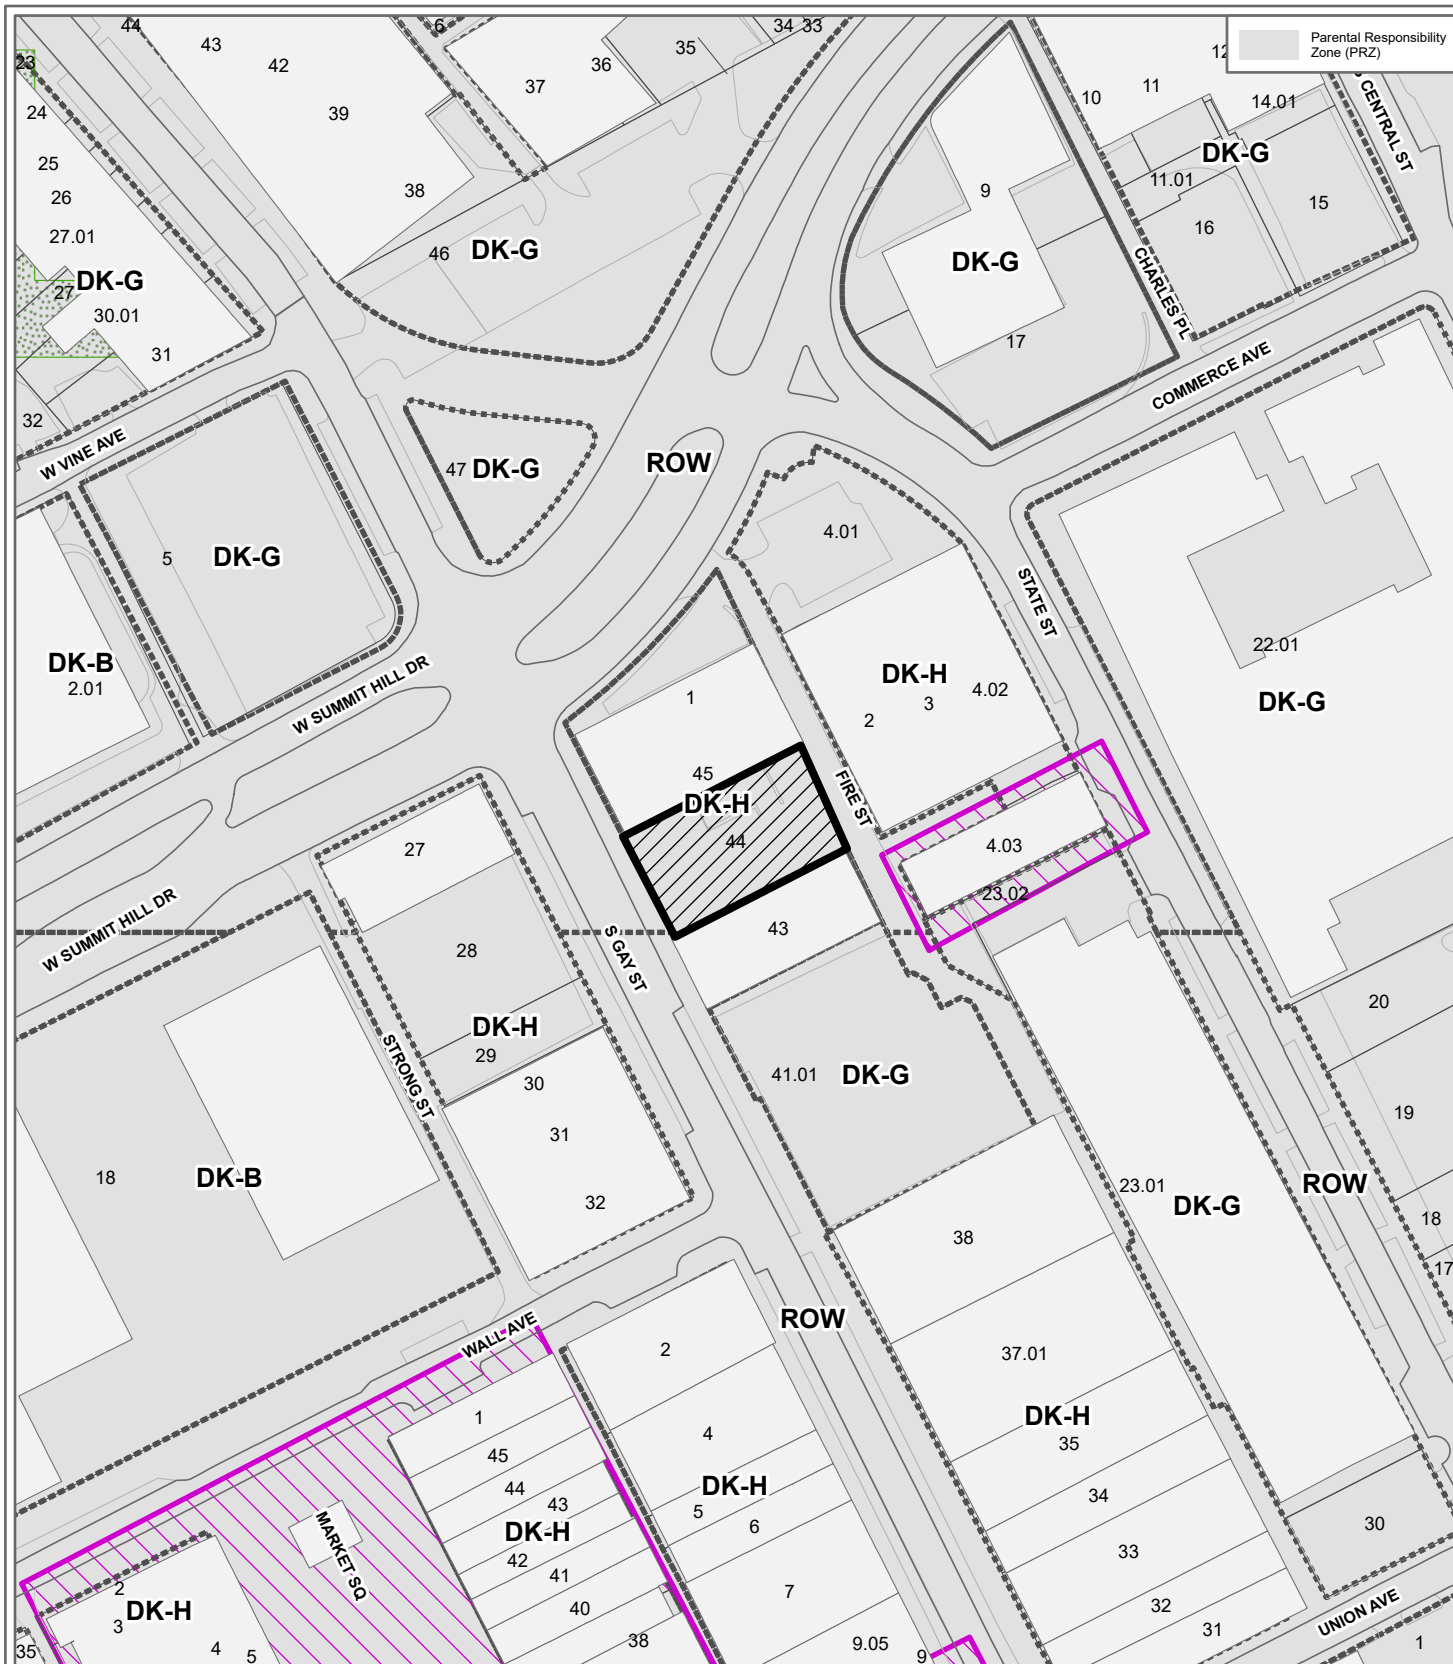 Parental Responsibility
Zone (PRZ)
44
43
42
39
38
6
37
36
35
34
33
10
11
12
14.01
DK-G
11.01
15
16
S CENTRAL ST
23
24
25
26
27.01
DK-G
27
30.01
31
32
46
DK-G
9
DK-G
17
CHARLES PL
COMMERCE AVE
W VINE AVE
47
DK-G
ROW
5
DK-G
4.01
STATE ST
DK-B
2.01
22.01
DK-G
W SUMMIT HILL DR
1
DK-H
3
4.02
2
45
DK-H
44
FIRE ST
4.03
23.02
27
43
W SUMMIT HILL DR
28
S GAY ST
20
DK-H
29
30
STRONG ST
41.01
DK-G
19
31
18
DK-B
32
23.01
DK-G
ROW
18
17
38
ROW
WALL AVE
2
37.01
1
4
DK-H
35
45
44
43
DK-H
5
6
34
30
DK-H
42
41
33
MARKET SQ
2
3
DK-H
40
7
32
UNION AVE
35
4
5
38
9.05
9
31
1